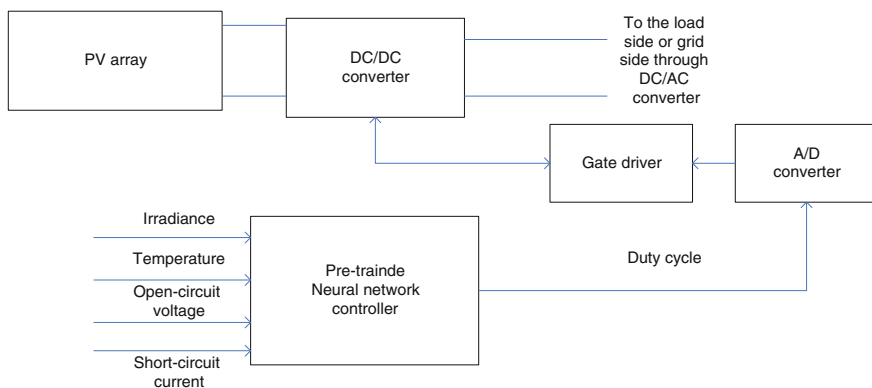 PV array
DC/DC
converter
To the load
side or grid
side through
DC/AC
converter
Gate driver
A/D
converter
Irradiance
Temperature
Open-circuit
voltage
Short-circuit
current
Pre-trainde
Neural network
controller
Duty cycle